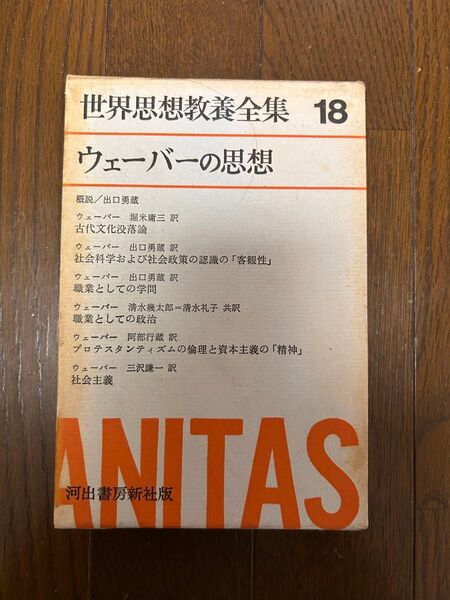 世界思想教養全集 18
ウェーバーの思想
概説／出口勇蔵
ウェーバー 堀米庸三 訳
古代文化没落論
ウェーバー 出口勇蔵 訳
社会科学および社会政策の認識の「客観性」
ウェーバー 出口勇蔵 訳
職業としての学問
ウェーバー 清水幾太郎＝清水礼子 共訳
職業としての政治
ウェーバー 阿部行蔵 訳
プロテスタンティズムの倫理と資本主義の「精神」
ウェーバー 三沢謙一 訳
社会主義
ANITAS
河出書房新社版